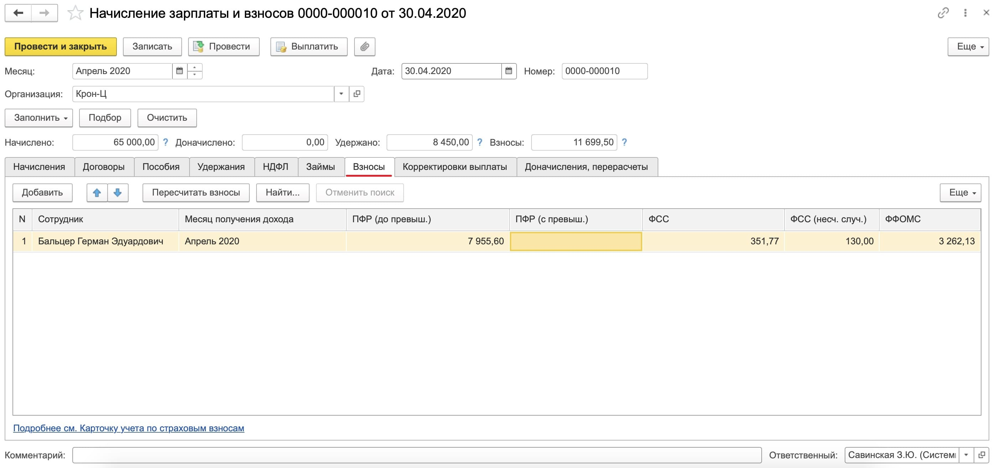 Начисление зарплаты и взносов 0000-000010 от 30.04.2020
Провести и закрыть Записать Провести Выплатить Еще
Месяц: Апрель 2020 Дата: 30.04.2020 Номер: 0000-000010
Организация: Крон-Ц
Заполнить Подбор Очистить
Начислено: 65 000,00 ? Доначислено: 0,00 Удержано: 8 450,00 ? Взносы: 11 699,50 ?
Начисления Договоры Пособия Удержания НДФЛ Займы Взносы Корректировки выплаты Доначисления, перерасчеты
Добавить Пересчитать взносы Найти... Отменить поиск Еще
N Сотрудник Месяц получения дохода ПФР (до превыш.) ПФР (с превыш.) ФСС ФСС (несч. случ.) ФФОМС
1 Бальцер Герман Эдуардович Апрель 2020 7 955,60 351,77 130,00 3 262,13
Подробнее см. Карточку учета по страховым взносам
Комментарий: Ответственный: Савинская З.Ю. (Систем